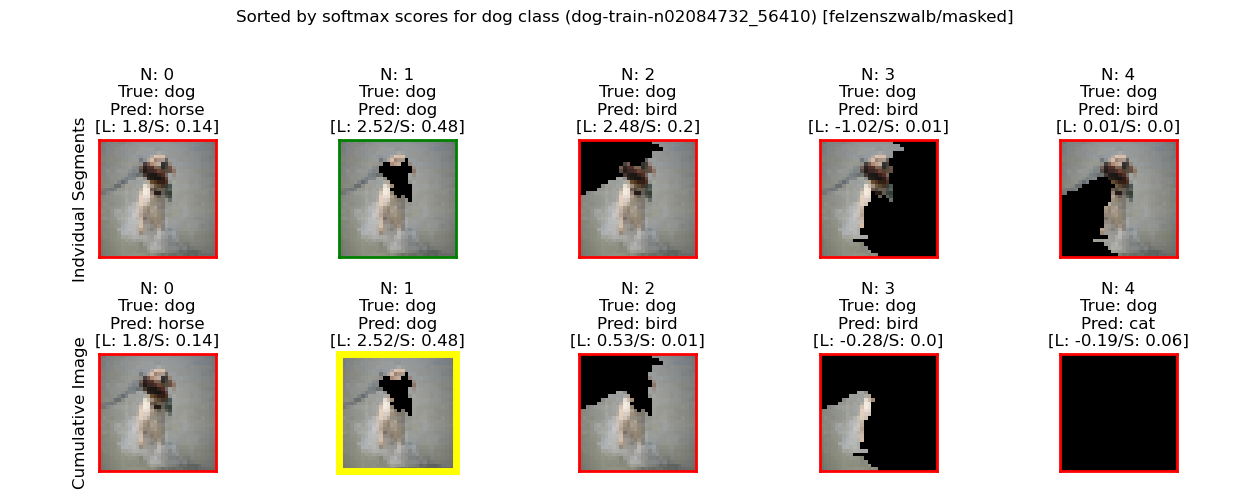 Sorted by softmax scores for dog class (dog-train-n02084732_56410) [felzenszwalb/masked]
Indvidual Segments
N: 0
True: dog
Pred: horse
[L: 1.8/S: 0.14]
N: 1
True: dog
Pred: dog
[L: 2.52/S: 0.48]
N: 2
True: dog
Pred: bird
[L: 2.48/S: 0.2]
N: 3
True: dog
Pred: bird
[L: -1.02/S: 0.01]
N: 4
True: dog
Pred: bird
[L: 0.01/S: 0.0]
Cumulative Image
N: 0
True: dog
Pred: horse
[L: 1.8/S: 0.14]
N: 1
True: dog
Pred: dog
[L: 2.52/S: 0.48]
N: 2
True: dog
Pred: bird
[L: 0.53/S: 0.01]
N: 3
True: dog
Pred: bird
[L: -0.28/S: 0.0]
N: 4
True: dog
Pred: cat
[L: -0.19/S: 0.06]